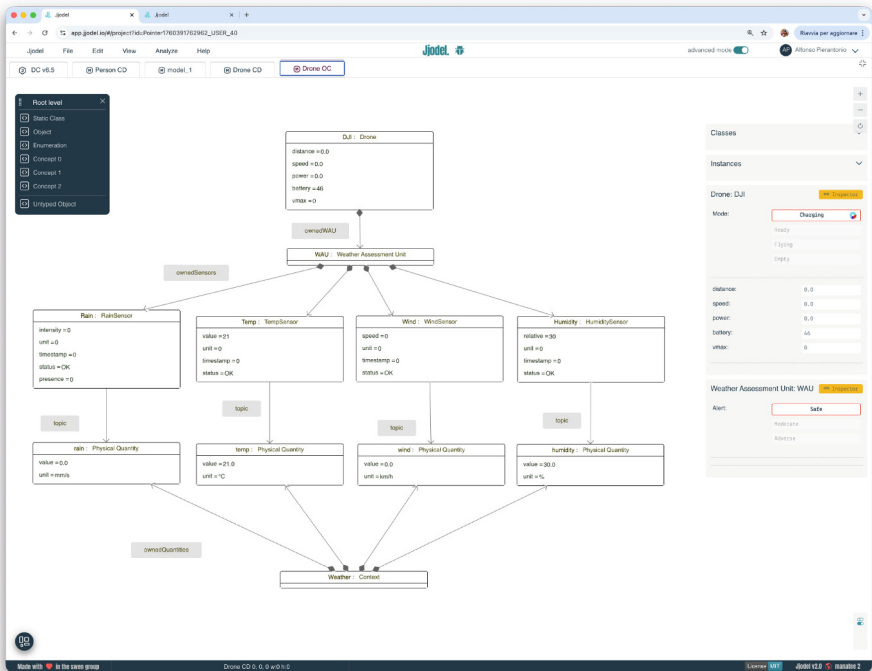 Jjodel
Jjodel
app.jjodel.io/#/project?id=Pointer1760391762962_USER_40
Riavvia per aggiornare
Jjodel File Edit View Analyze Help
Jjodel.
advanced mode
AP Alfonso Pierantonio
DC v6.5
Person CD
model_1
Drone CD
Drone OC
Root level
Static Class
Object
Enumeration
Concept 0
Concept 1
Concept 2
Untyped Object
DJI : Drone
distance =0.0
speed =0.0
power =0.0
battery =46
vmax =0
ownedWAU
WAU : Weather Assessment Unit
ownedSensors
Rain : RainSensor
intensity =0
unit =0
timestamp =0
status =OK
presence =0
Temp : TempSensor
value =21
unit =0
timestamp =0
status =OK
Wind : WindSensor
speed =0
unit =0
timestamp =0
status =OK
Humidity : HumiditySensor
relative =30
unit =0
timestamp =0
status =OK
topic
topic
topic
topic
rain : Physical Quantity
value =0.0
unit =mm/s
temp : Physical Quantity
value =21.0
unit =°C
wind : Physical Quantity
value =0.0
unit =km/h
humidity : Physical Quantity
value =30.0
unit =%
ownedQuantities
Weather : Context
Classes
Instances
Drone: DJI
Inspector
Mode: Charging
Ready
Flying
Empty
distance: 0.0
speed: 0.0
power: 0.0
battery: 46
vmax: 0
Weather Assessment Unit: WAU
Inspector
Alert: Safe
Moderate
Adverse
Made with ❤ in the swen group
Drone CD 0, 0, 0 w:0 h:0
License MIT
Jjodel v2.0
manatee 2